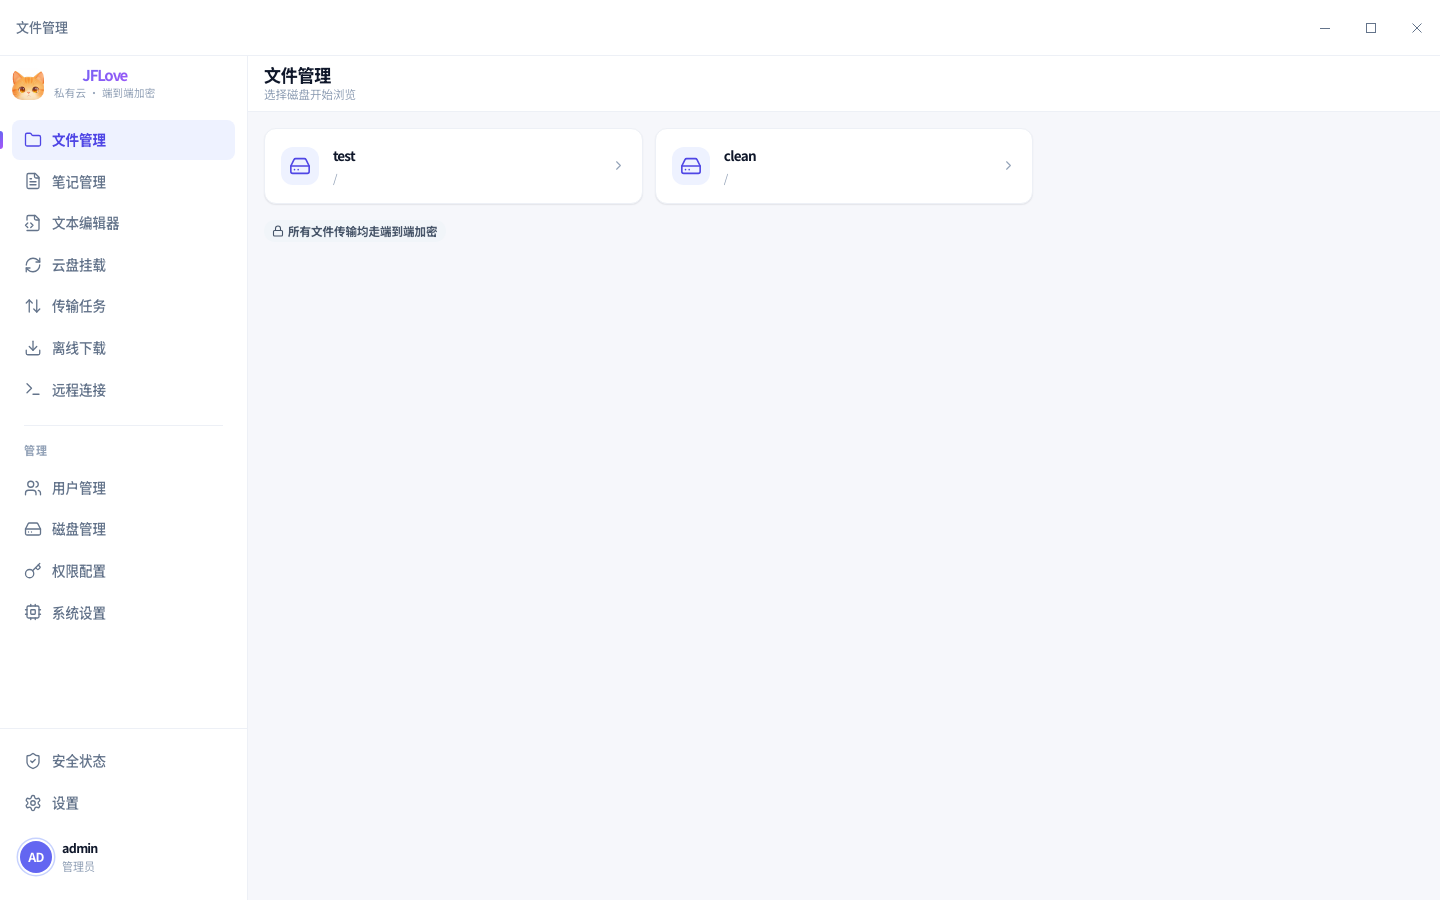 文件管理
JFLove
私有云 · 端到端加密
文件管理
笔记管理
文本编辑器
云盘挂载
传输任务
离线下载
远程连接
管理
用户管理
磁盘管理
权限配置
系统设置
安全状态
设置
AD
admin
管理员
文件管理
选择磁盘开始浏览
test
/
clean
/
所有文件传输均走端到端加密